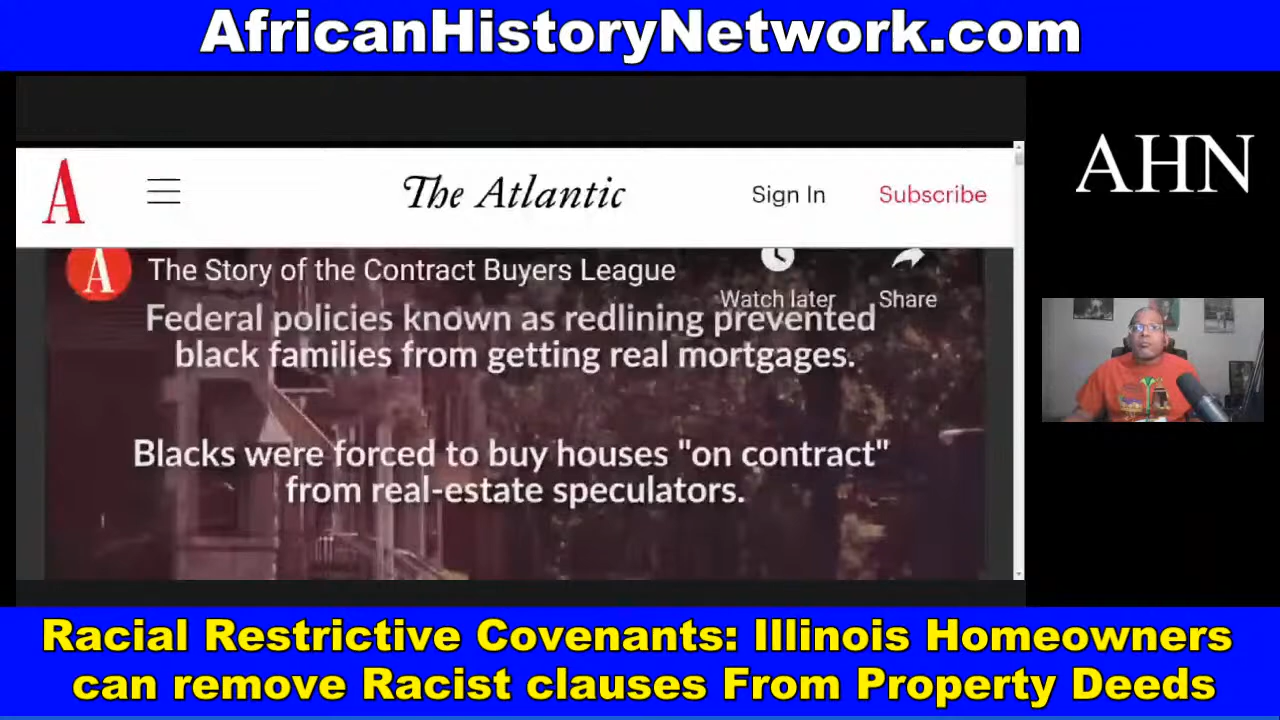 AfricanHistoryNetwork.com
AHN
A
The Atlantic
Sign In
Subscribe
A
The Story of the Contract Buyers League
Watch later
Share
Federal policies known as redlining prevented
black families from getting real mortgages.
Blacks were forced to buy houses "on contract"
from real-estate speculators.
Racial Restrictive Covenants: Illinois Homeowners
can remove Racist clauses From Property Deeds